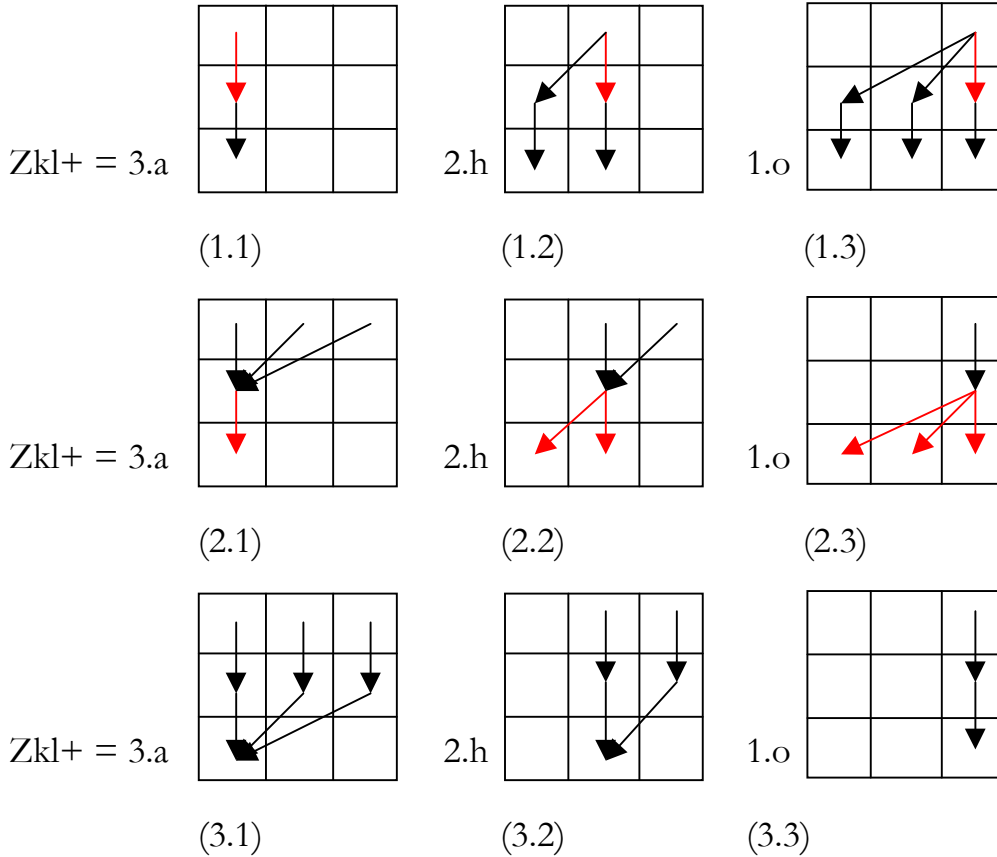 Zkl+ = 3.a 2.h 1.o
(1.1) (1.2) (1.3)
Zkl+ = 3.a 2.h 1.o
(2.1) (2.2) (2.3)
Zkl+ = 3.a 2.h 1.o
(3.1) (3.2) (3.3)